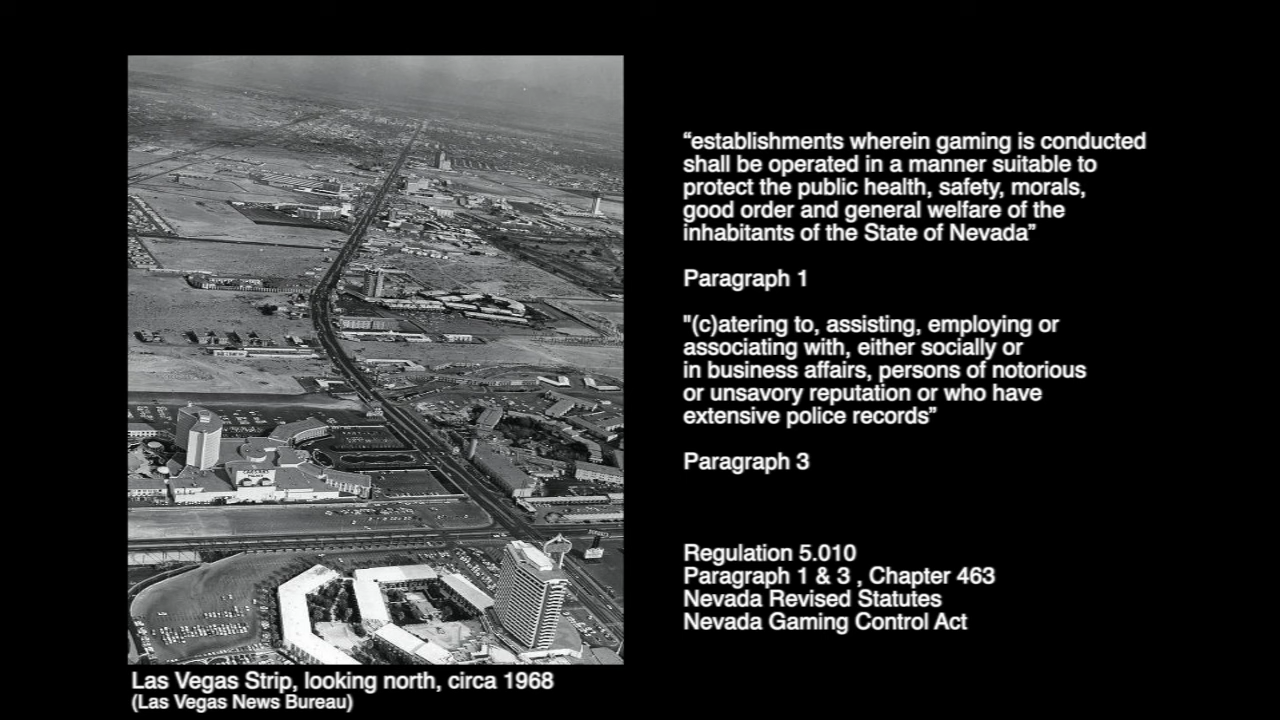 “establishments wherein gaming is conducted
shall be operated in a manner suitable to
protect the public health, safety, morals,
good order and general welfare of the
inhabitants of the State of Nevada”
Paragraph 1
"(c)atering to, assisting, employing or
associating with, either socially or
in business affairs, persons of notorious
or unsavory reputation or who have
extensive police records”
Paragraph 3
Regulation 5.010
Paragraph 1 & 3 , Chapter 463
Nevada Revised Statutes
Nevada Gaming Control Act
CAESARS
PALACE
Las Vegas Strip, looking north, circa 1968
(Las Vegas News Bureau)